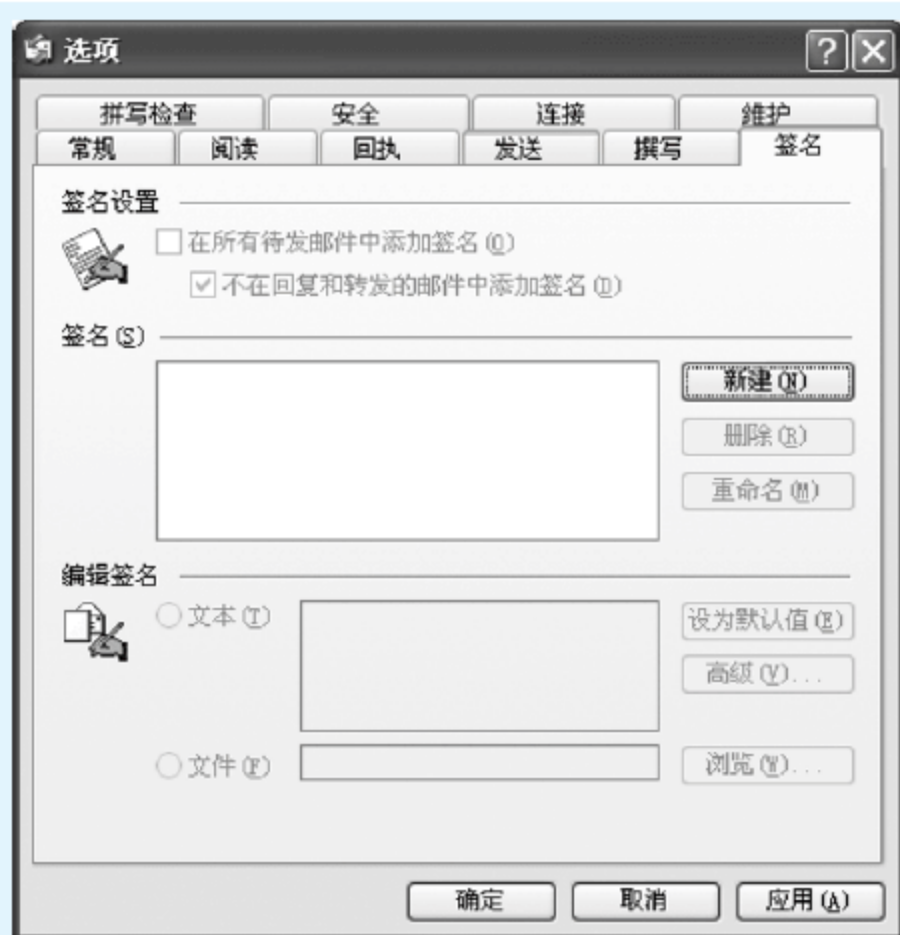 选项
拼写检查 安全 连接 维护
常规 阅读 回执 发送 撰写 签名
签名设置
在所有待发邮件中添加签名(O)
不在回复和转发的邮件中添加签名(D)
签名(S)
新建(N)
删除(R)
重命名(M)
编辑签名
文本(T)
设为默认值(E)
高级(V)...
文件(F)
浏览(W)...
确定 取消 应用(A)